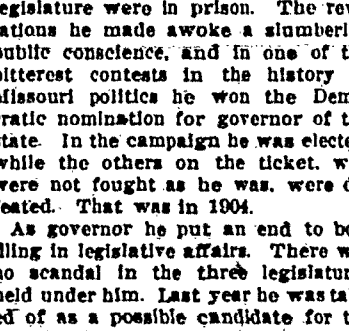 legislature were in prison. The rev
ations he made awoke a slumberi
public conscience, and in one of t
bitterest contests in the history
Missouri politics he won the Dem
cratic nomination for governor of t
state. In the campaign he was electe
while the others on the ticket, w
were not fought as he was, were d
feated. That was in 1904.
As governor he put an end to bo
dling in legislative affairs. There w
no scandal in the three legislatur
held under him. Last year he was ta
ed of as a possible candidate for t